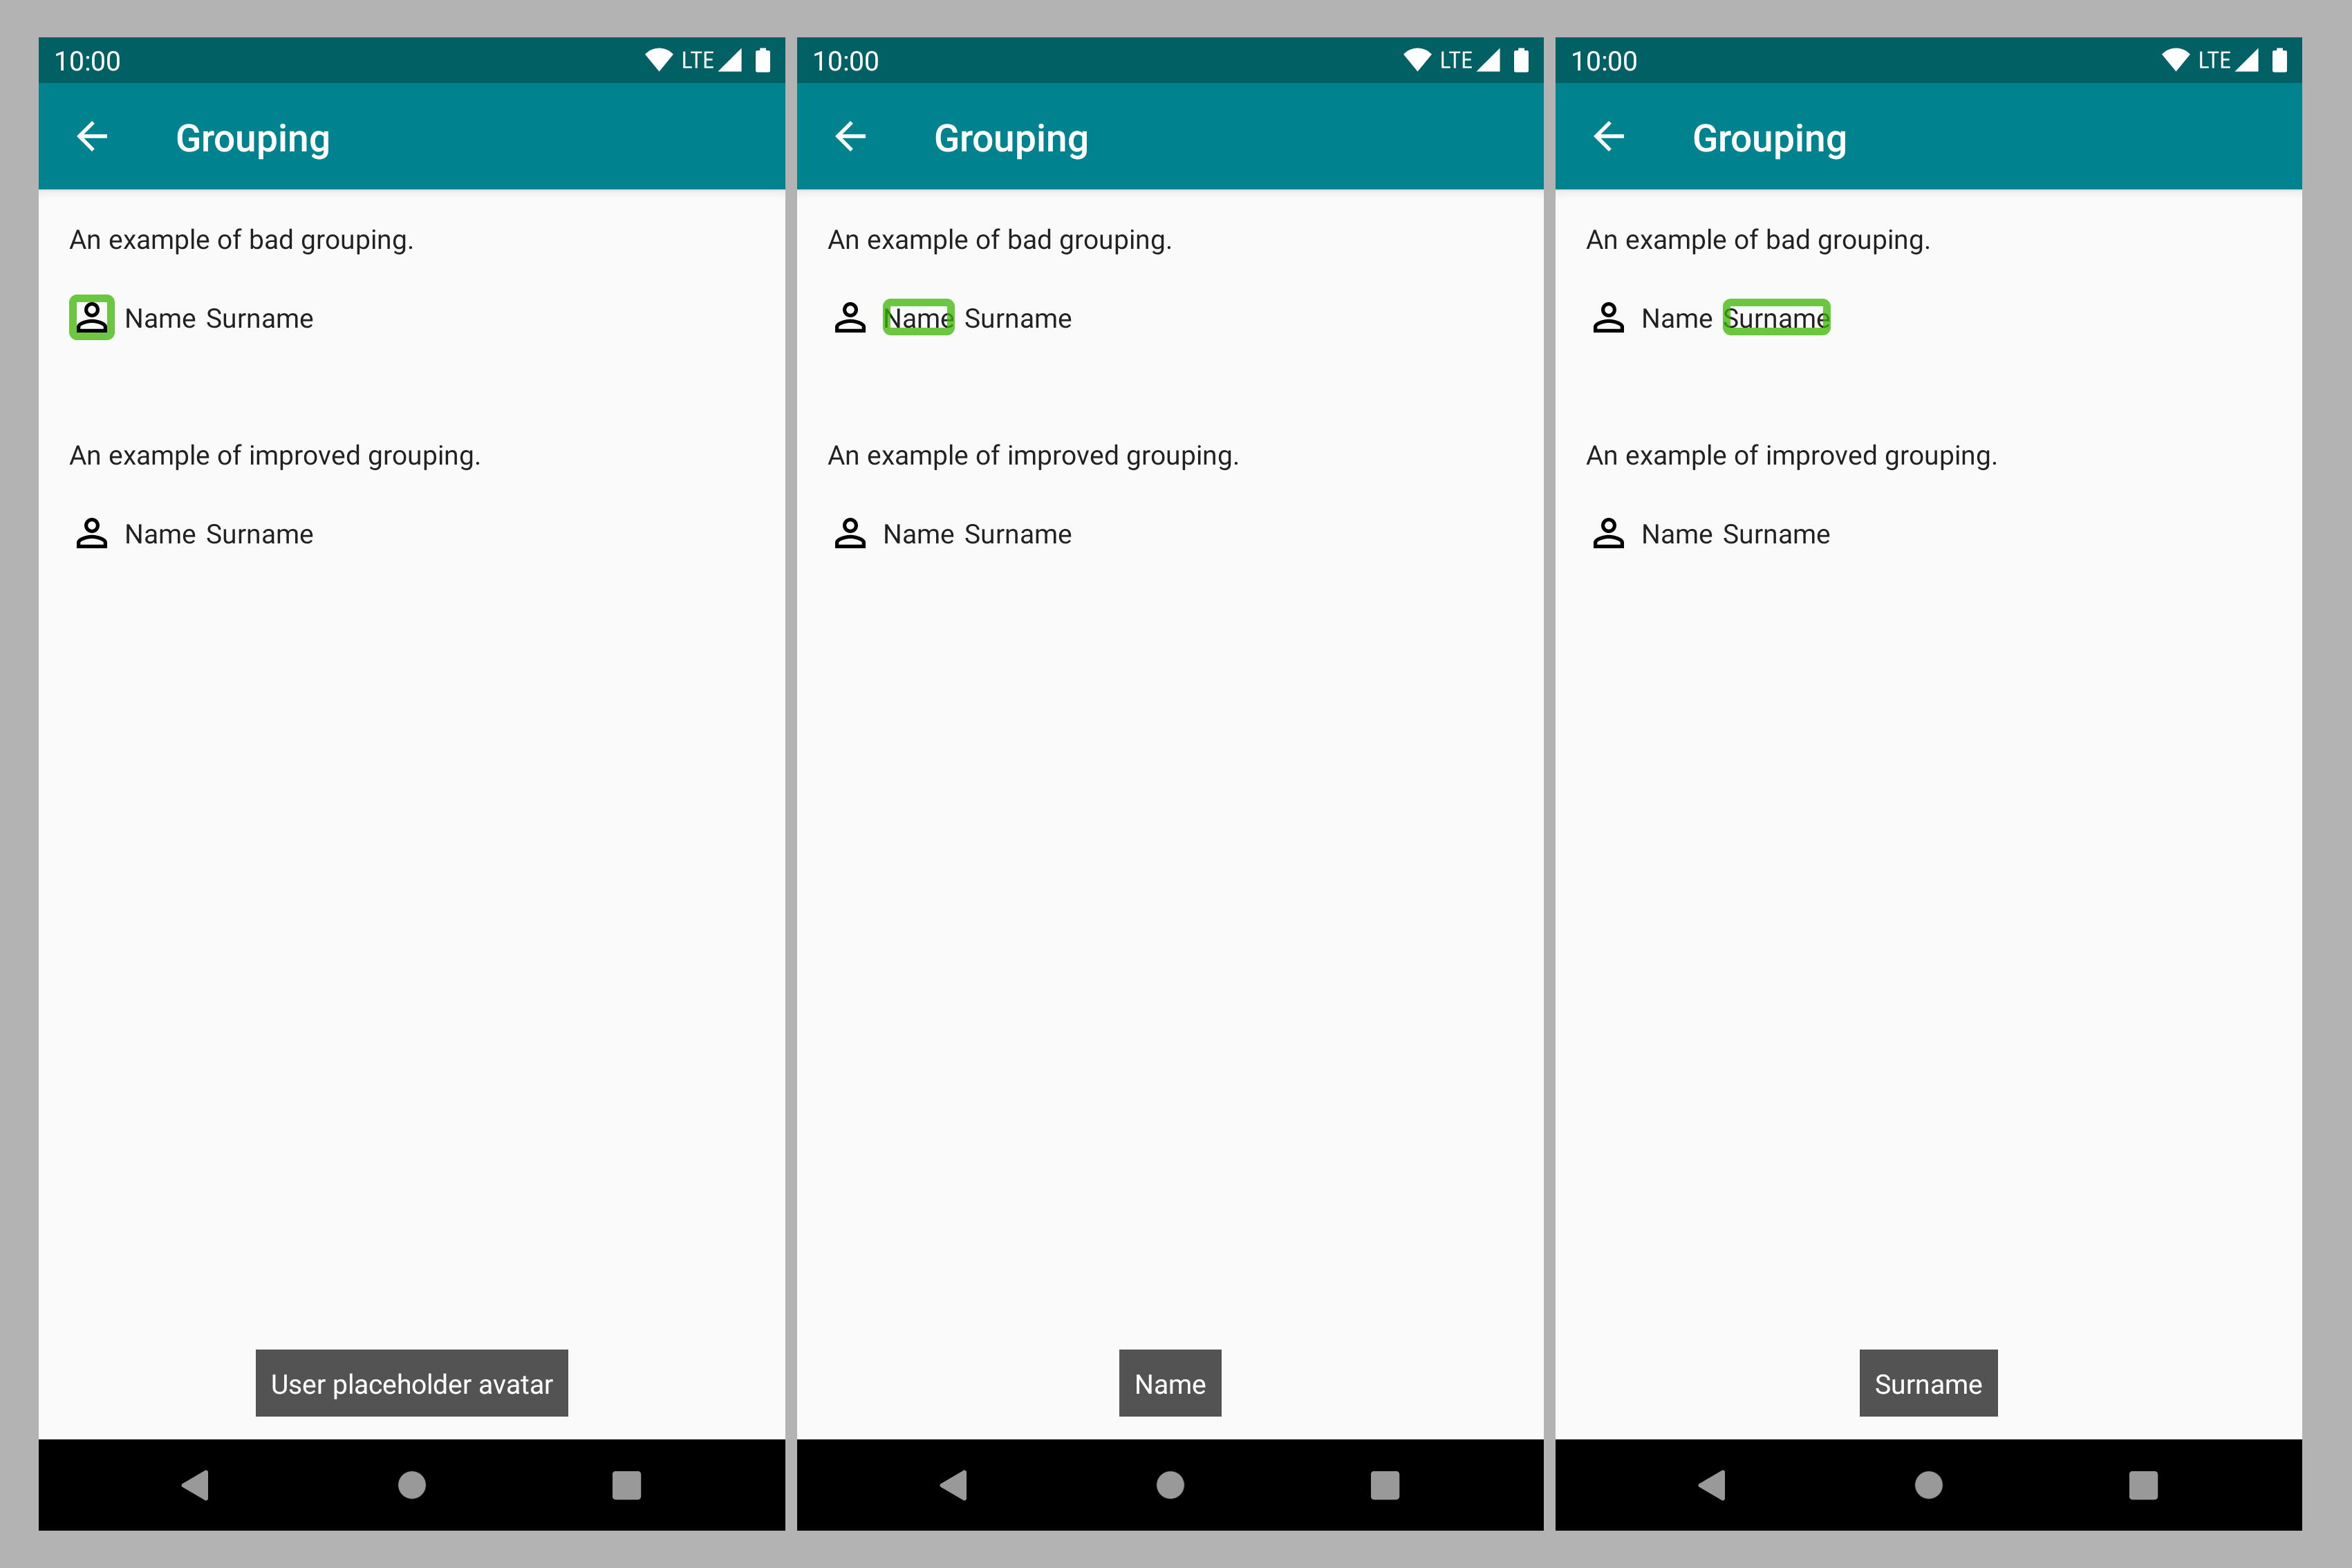 10:00 LTE
Grouping
An example of bad grouping.
Name Surname
An example of improved grouping.
Name Surname
User placeholder avatar
10:00 LTE
Grouping
An example of bad grouping.
Name Surname
An example of improved grouping.
Name Surname
Name
10:00 LTE
Grouping
An example of bad grouping.
Name Surname
An example of improved grouping.
Name Surname
Surname